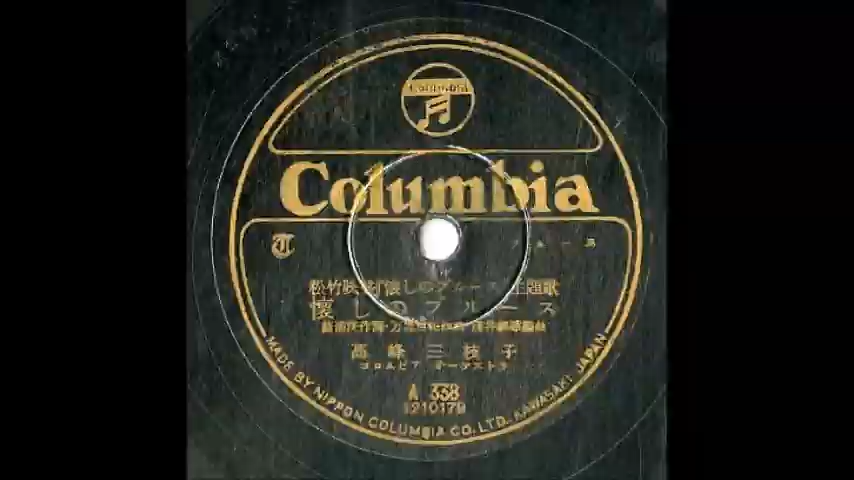 Columbia
Columbia
松竹映画「懐しのブルース」主題歌
懐しのブルース
高峰三枝子
コロムビア・オーケストラ
A 338
1210179
MADE BY NIPPON COLUMBIA CO. LTD. KAWASAKI, JAPAN